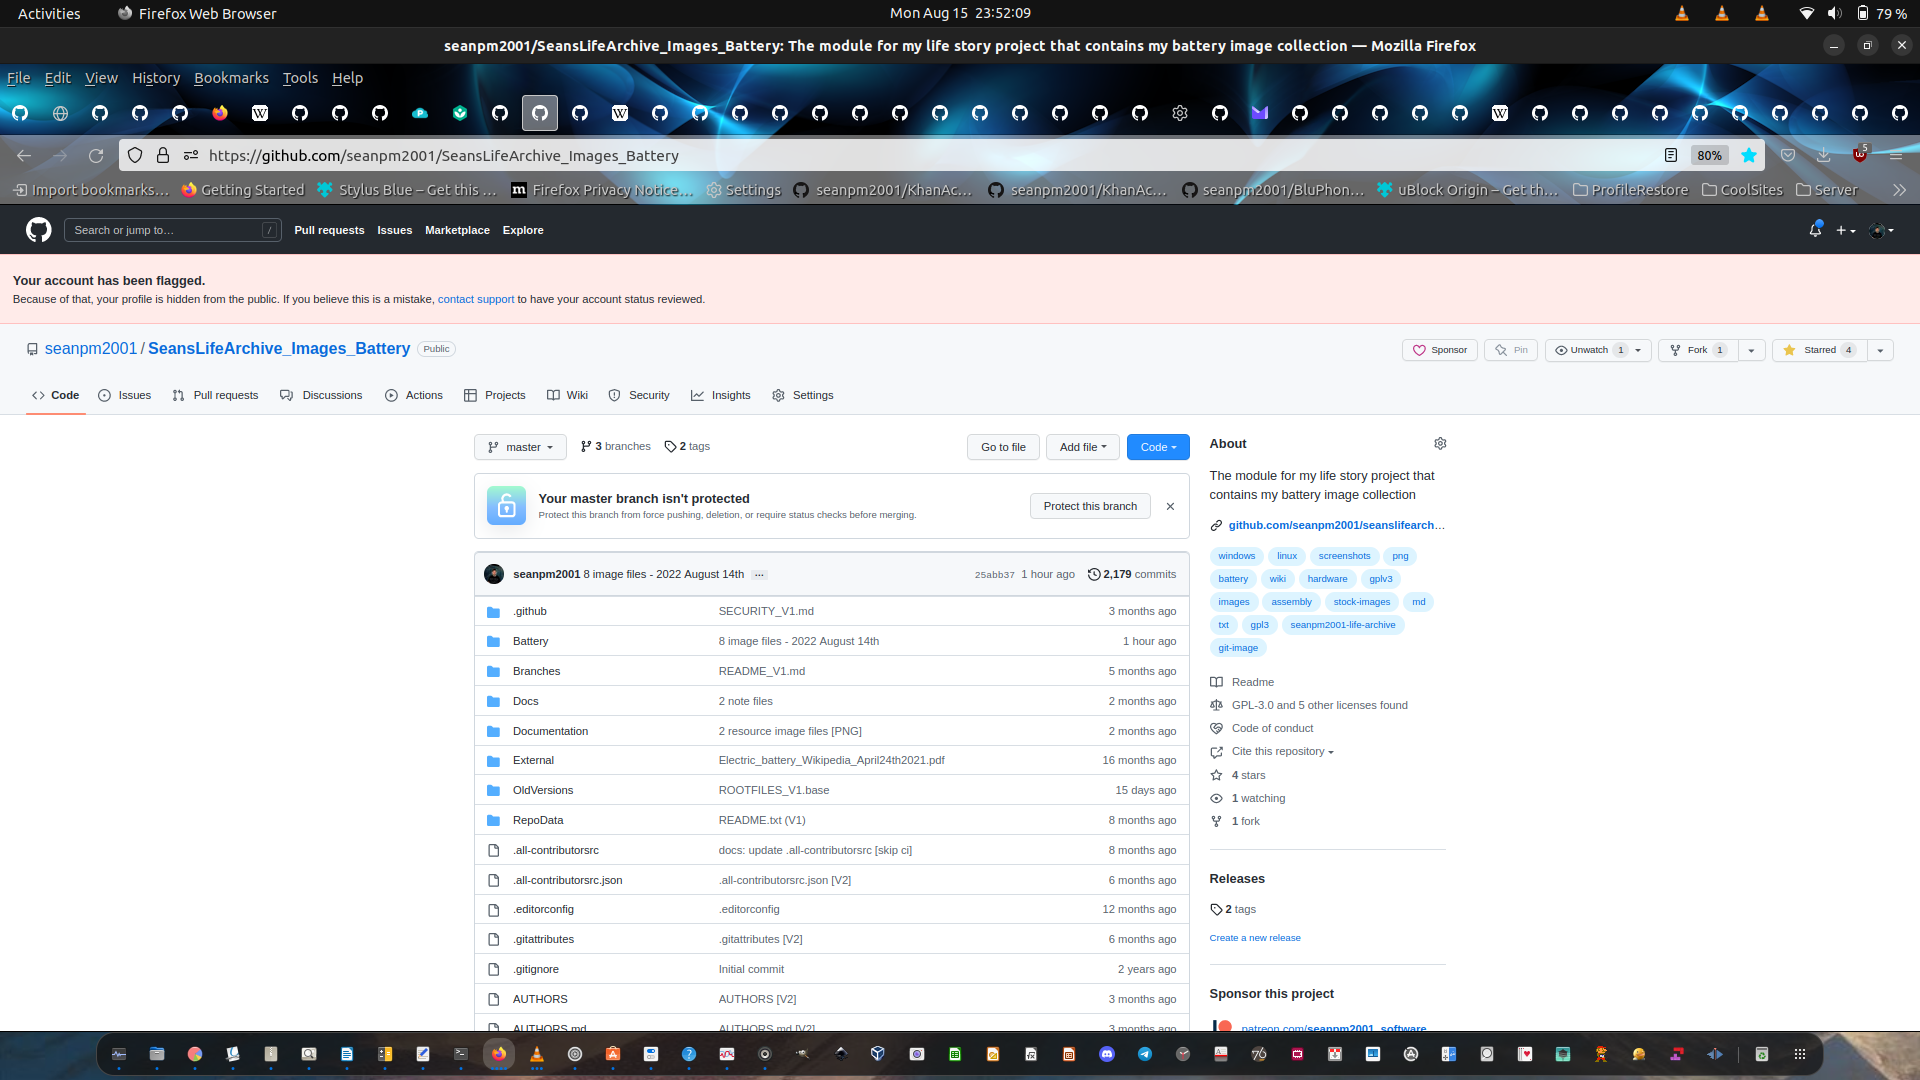 Activities Firefox Web Browser Mon Aug 15 23:52:09 79 %
seanpm2001/SeansLifeArchive_Images_Battery: The module for my life story project that contains my battery image collection — Mozilla Firefox
File Edit View History Bookmarks Tools Help
https://github.com/seanpm2001/SeansLifeArchive_Images_Battery 80% 5
Import bookmarks… Getting Started Stylus Blue – Get this … Firefox Privacy Notice… Settings seanpm2001/KhanAc… seanpm2001/KhanAc… seanpm2001/BluPhon… uBlock Origin – Get th… ProfileRestore CoolSites Server
Search or jump to… / Pull requests Issues Marketplace Explore
Your account has been flagged.
Because of that, your profile is hidden from the public. If you believe this is a mistake, contact support to have your account status reviewed.
seanpm2001 / SeansLifeArchive_Images_Battery Public Sponsor Pin Unwatch 1 Fork 1 Starred 4
Code Issues Pull requests Discussions Actions Projects Wiki Security Insights Settings
master 3 branches 2 tags Go to file Add file Code
Your master branch isn't protected
Protect this branch from force pushing, deletion, or require status checks before merging.
Protect this branch
seanpm2001 8 image files - 2022 August 14th … 25abb37 1 hour ago 2,179 commits
.github SECURITY_V1.md 3 months ago
Battery 8 image files - 2022 August 14th 1 hour ago
Branches README_V1.md 5 months ago
Docs 2 note files 2 months ago
Documentation 2 resource image files [PNG] 2 months ago
External Electric_battery_Wikipedia_April24th2021.pdf 16 months ago
OldVersions ROOTFILES_V1.base 15 days ago
RepoData README.txt (V1) 8 months ago
.all-contributorsrc docs: update .all-contributorsrc [skip ci] 8 months ago
.all-contributorsrc.json .all-contributorsrc.json [V2] 6 months ago
.editorconfig .editorconfig 12 months ago
.gitattributes .gitattributes [V2] 6 months ago
.gitignore Initial commit 2 years ago
AUTHORS AUTHORS [V2] 3 months ago
AUTHORS.md AUTHORS.md [V2] 3 months ago
About
The module for my life story project that
contains my battery image collection
github.com/seanpm2001/seanslifearch…
windows linux screenshots png
battery wiki hardware gplv3
images assembly stock-images md
txt gpl3 seanpm2001-life-archive
git-image
Readme
GPL-3.0 and 5 other licenses found
Code of conduct
Cite this repository
4 stars
1 watching
1 fork
Releases
2 tags
Create a new release
Sponsor this project
patreon.com/seanpm2001_software